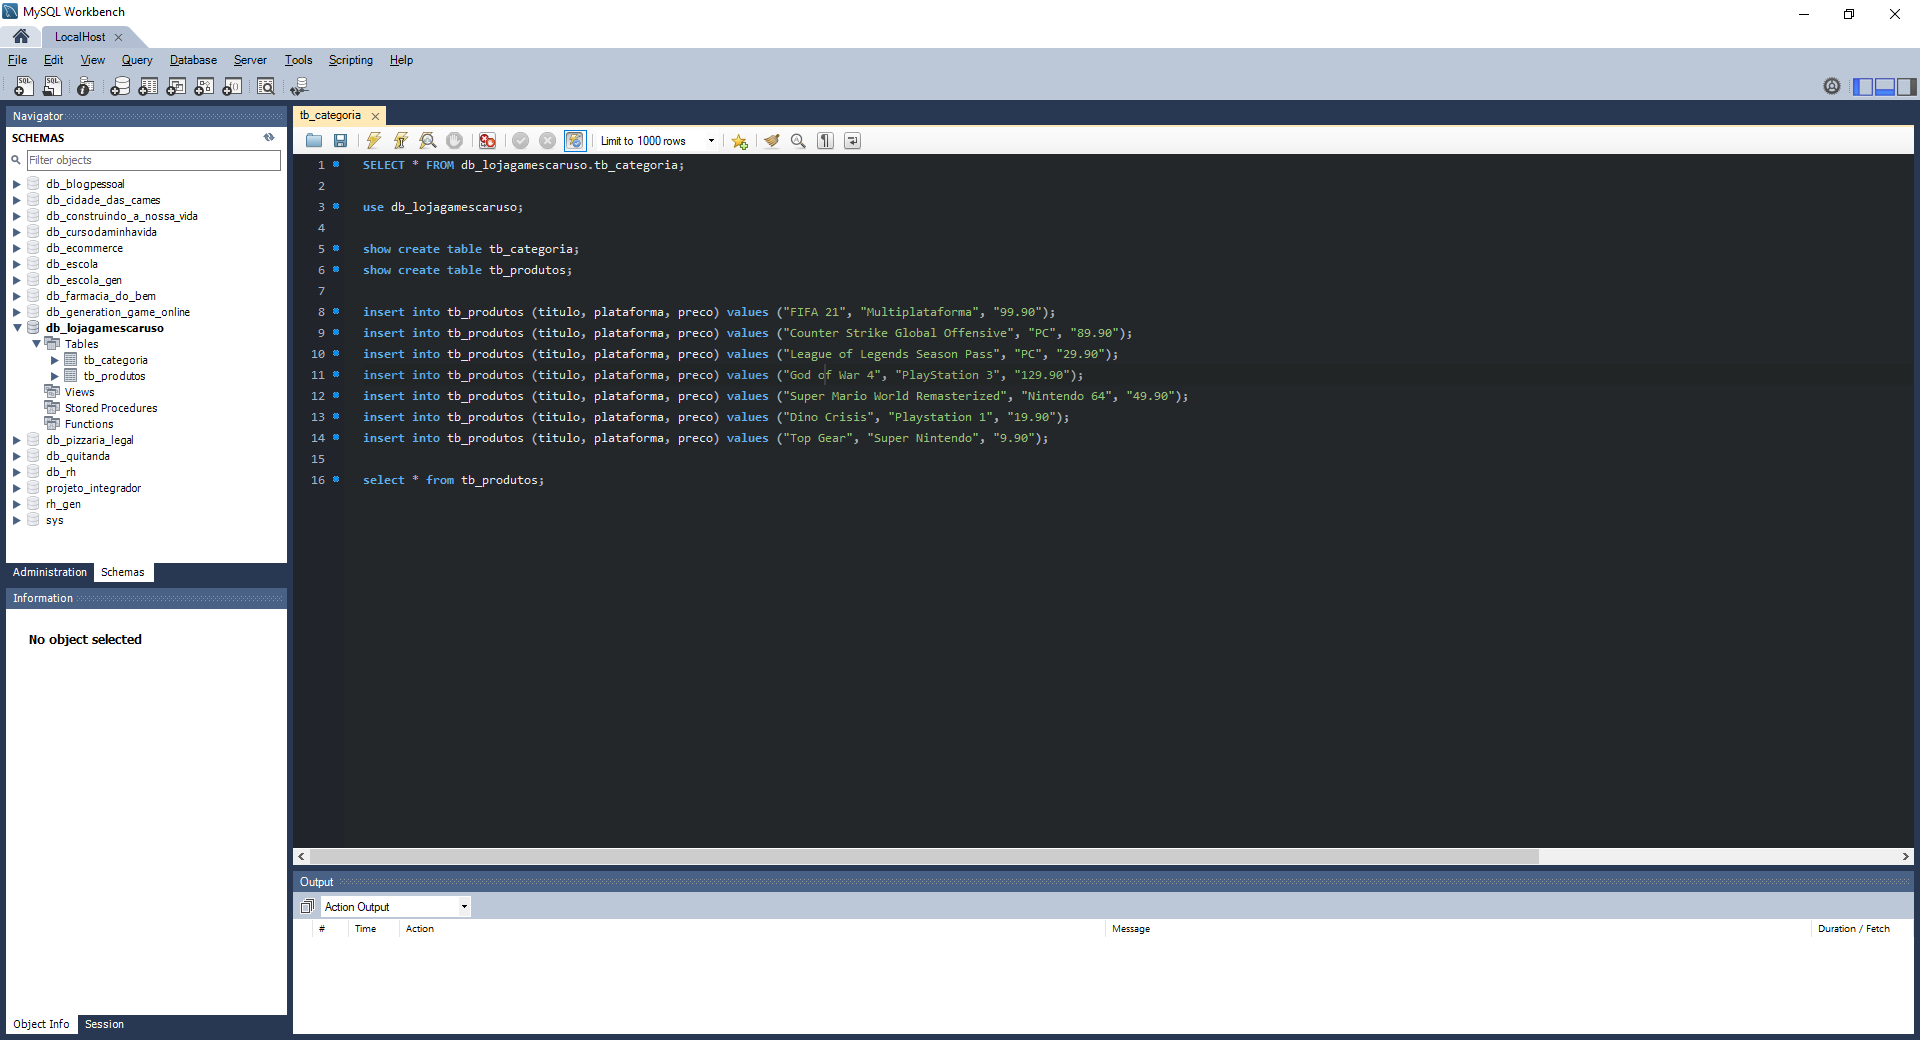 MySQL Workbench
LocalHost
File Edit View Query Database Server Tools Scripting Help
Navigator
SCHEMAS
Filter objects
db_blogpessoal
db_cidade_das_carnes
db_construindo_a_nossa_vida
db_cursodaminhavida
db_ecommerce
db_escola
db_escola_gen
db_farmacia_do_bem
db_generation_game_online
db_lojagamescaruso
Tables
tb_categoria
tb_produtos
Views
Stored Procedures
Functions
db_pizzaria_legal
db_quitanda
db_rh
projeto_integrador
rh_gen
sys
Administration Schemas
Information
No object selected
Object Info Session
tb_categoria
Limit to 1000 rows
1 SELECT * FROM db_lojagamescaruso.tb_categoria;
2
3 use db_lojagamescaruso;
4
5 show create table tb_categoria;
6 show create table tb_produtos;
7
8 insert into tb_produtos (titulo, plataforma, preco) values ("FIFA 21", "Multiplataforma", "99.90");
9 insert into tb_produtos (titulo, plataforma, preco) values ("Counter Strike Global Offensive", "PC", "89.90");
10 insert into tb_produtos (titulo, plataforma, preco) values ("League of Legends Season Pass", "PC", "29.90");
11 insert into tb_produtos (titulo, plataforma, preco) values ("God of War 4", "PlayStation 3", "129.90");
12 insert into tb_produtos (titulo, plataforma, preco) values ("Super Mario World Remasterized", "Nintendo 64", "49.90");
13 insert into tb_produtos (titulo, plataforma, preco) values ("Dino Crisis", "Playstation 1", "19.90");
14 insert into tb_produtos (titulo, plataforma, preco) values ("Top Gear", "Super Nintendo", "9.90");
15
16 select * from tb_produtos;
Output
Action Output
# Time Action Message Duration / Fetch